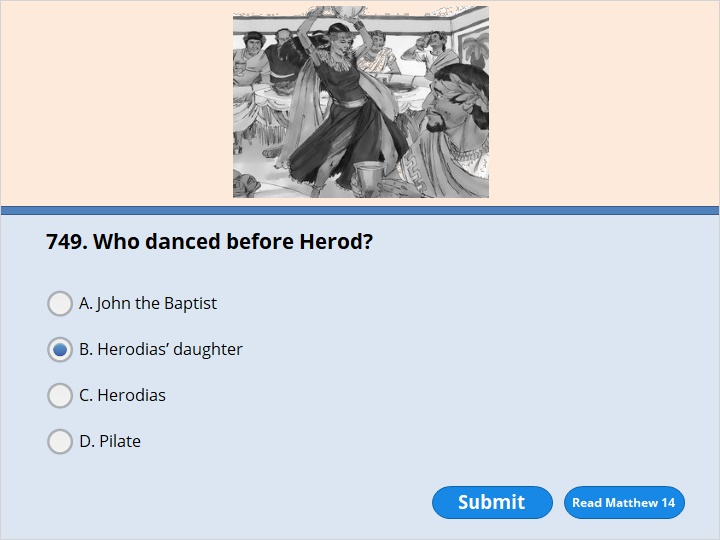 749. Who danced before Herod?
A. John the Baptist
B. Herodias’ daughter
C. Herodias
D. Pilate
Submit
Read Matthew 14